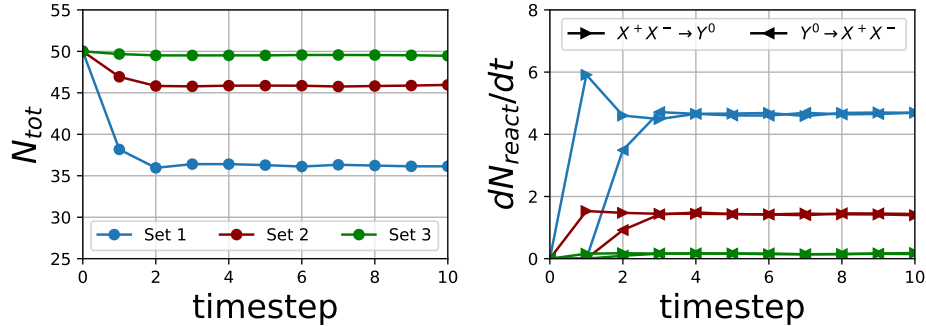 55
50
45
40
35
30
25
N_tot
0 2 4 6 8 10
timestep
Set 1 Set 2 Set 3
8
6
4
2
0
dN_react/dt
0 2 4 6 8 10
timestep
X⁺X⁻→Y⁰ Y⁰→X⁺X⁻